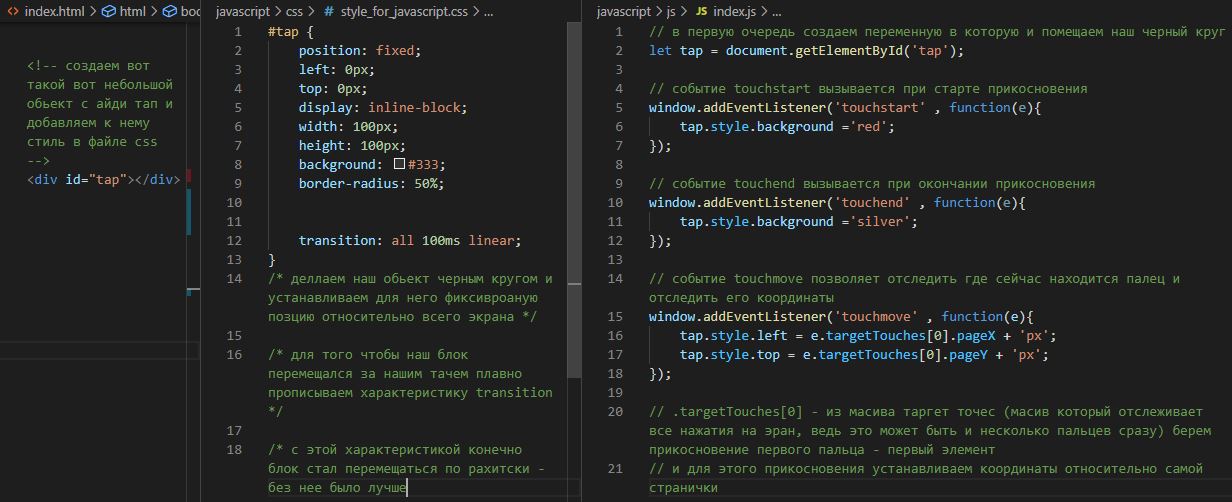 index.html > html > boc
<!-- создаем вот
такой вот небольшой
обьект с айди тап и
добавляем к нему
стиль в файле css
-->
<div id="tap"></div>
javascript > css > # style_for_javascript.css > ...
1 #tap {
2 position: fixed;
3 left: 0px;
4 top: 0px;
5 display: inline-block;
6 width: 100px;
7 height: 100px;
8 background: #333;
9 border-radius: 50%;
10
11
12 transition: all 100ms linear;
13 }
14 /* деллаем наш обьект черным кругом и
устанавливаем для него фиксивроаную
позцию относительно всего экрана */
15
16 /* для того чтобы наш блок
перемещался за нашим тачем плавно
прописываем характеристику transition
*/
17
18 /* с этой характеристикой конечно
блок стал перемещаться по рахитски -
без нее было лучше
javascript > js > JS index.js > ...
1 // в первую очередь создаем переменную в которую и помещаем наш черный круг
2 let tap = document.getElementById('tap');
3
4 // событие touchstart вызывается при старте прикосновения
5 window.addEventListener('touchstart' , function(e){
6 tap.style.background ='red';
7 });
8
9 // событие touchend вызывается при окончании прикосновения
10 window.addEventListener('touchend' , function(e){
11 tap.style.background ='silver';
12 });
13
14 // событие touchmove позволяет отследить где сейчас находится палец и
отследить его координаты
15 window.addEventListener('touchmove' , function(e){
16 tap.style.left = e.targetTouches[0].pageX + 'px';
17 tap.style.top = e.targetTouches[0].pageY + 'px';
18 });
19
20 // .targetTouches[0] - из масива таргет точес (масив который отслеживает
все нажатия на эран, ведь это может быть и несколько пальцев сразу) берем
прикосновение первого пальца - первый элемент
21 // и для этого прикосновения устанавливаем координаты относительно самой
странички